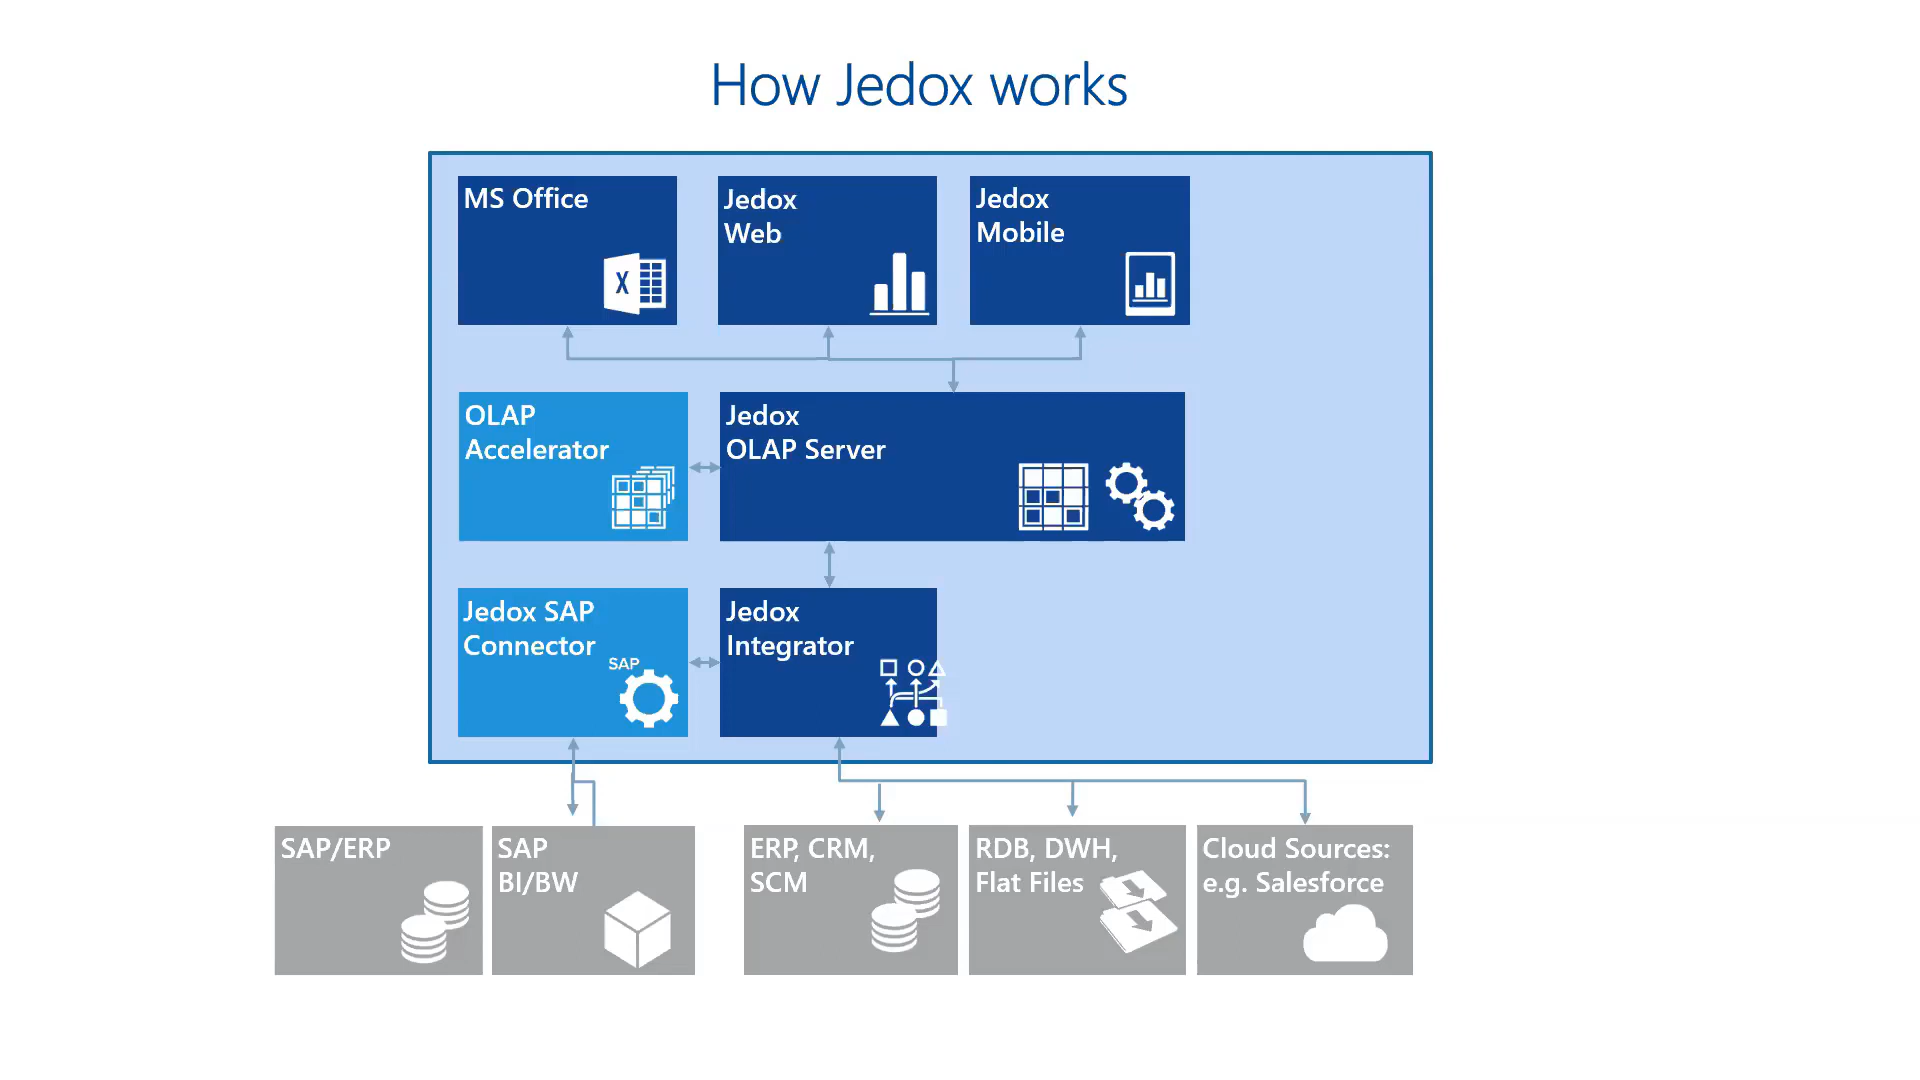 How Jedox works
MS Office
X
Jedox
Web
Jedox
Mobile
OLAP
Accelerator
Jedox
OLAP Server
Jedox SAP
Connector
SAP
Jedox
Integrator
SAP/ERP
SAP
BI/BW
ERP, CRM,
SCM
RDB, DWH,
Flat Files
Cloud Sources:
e.g. Salesforce